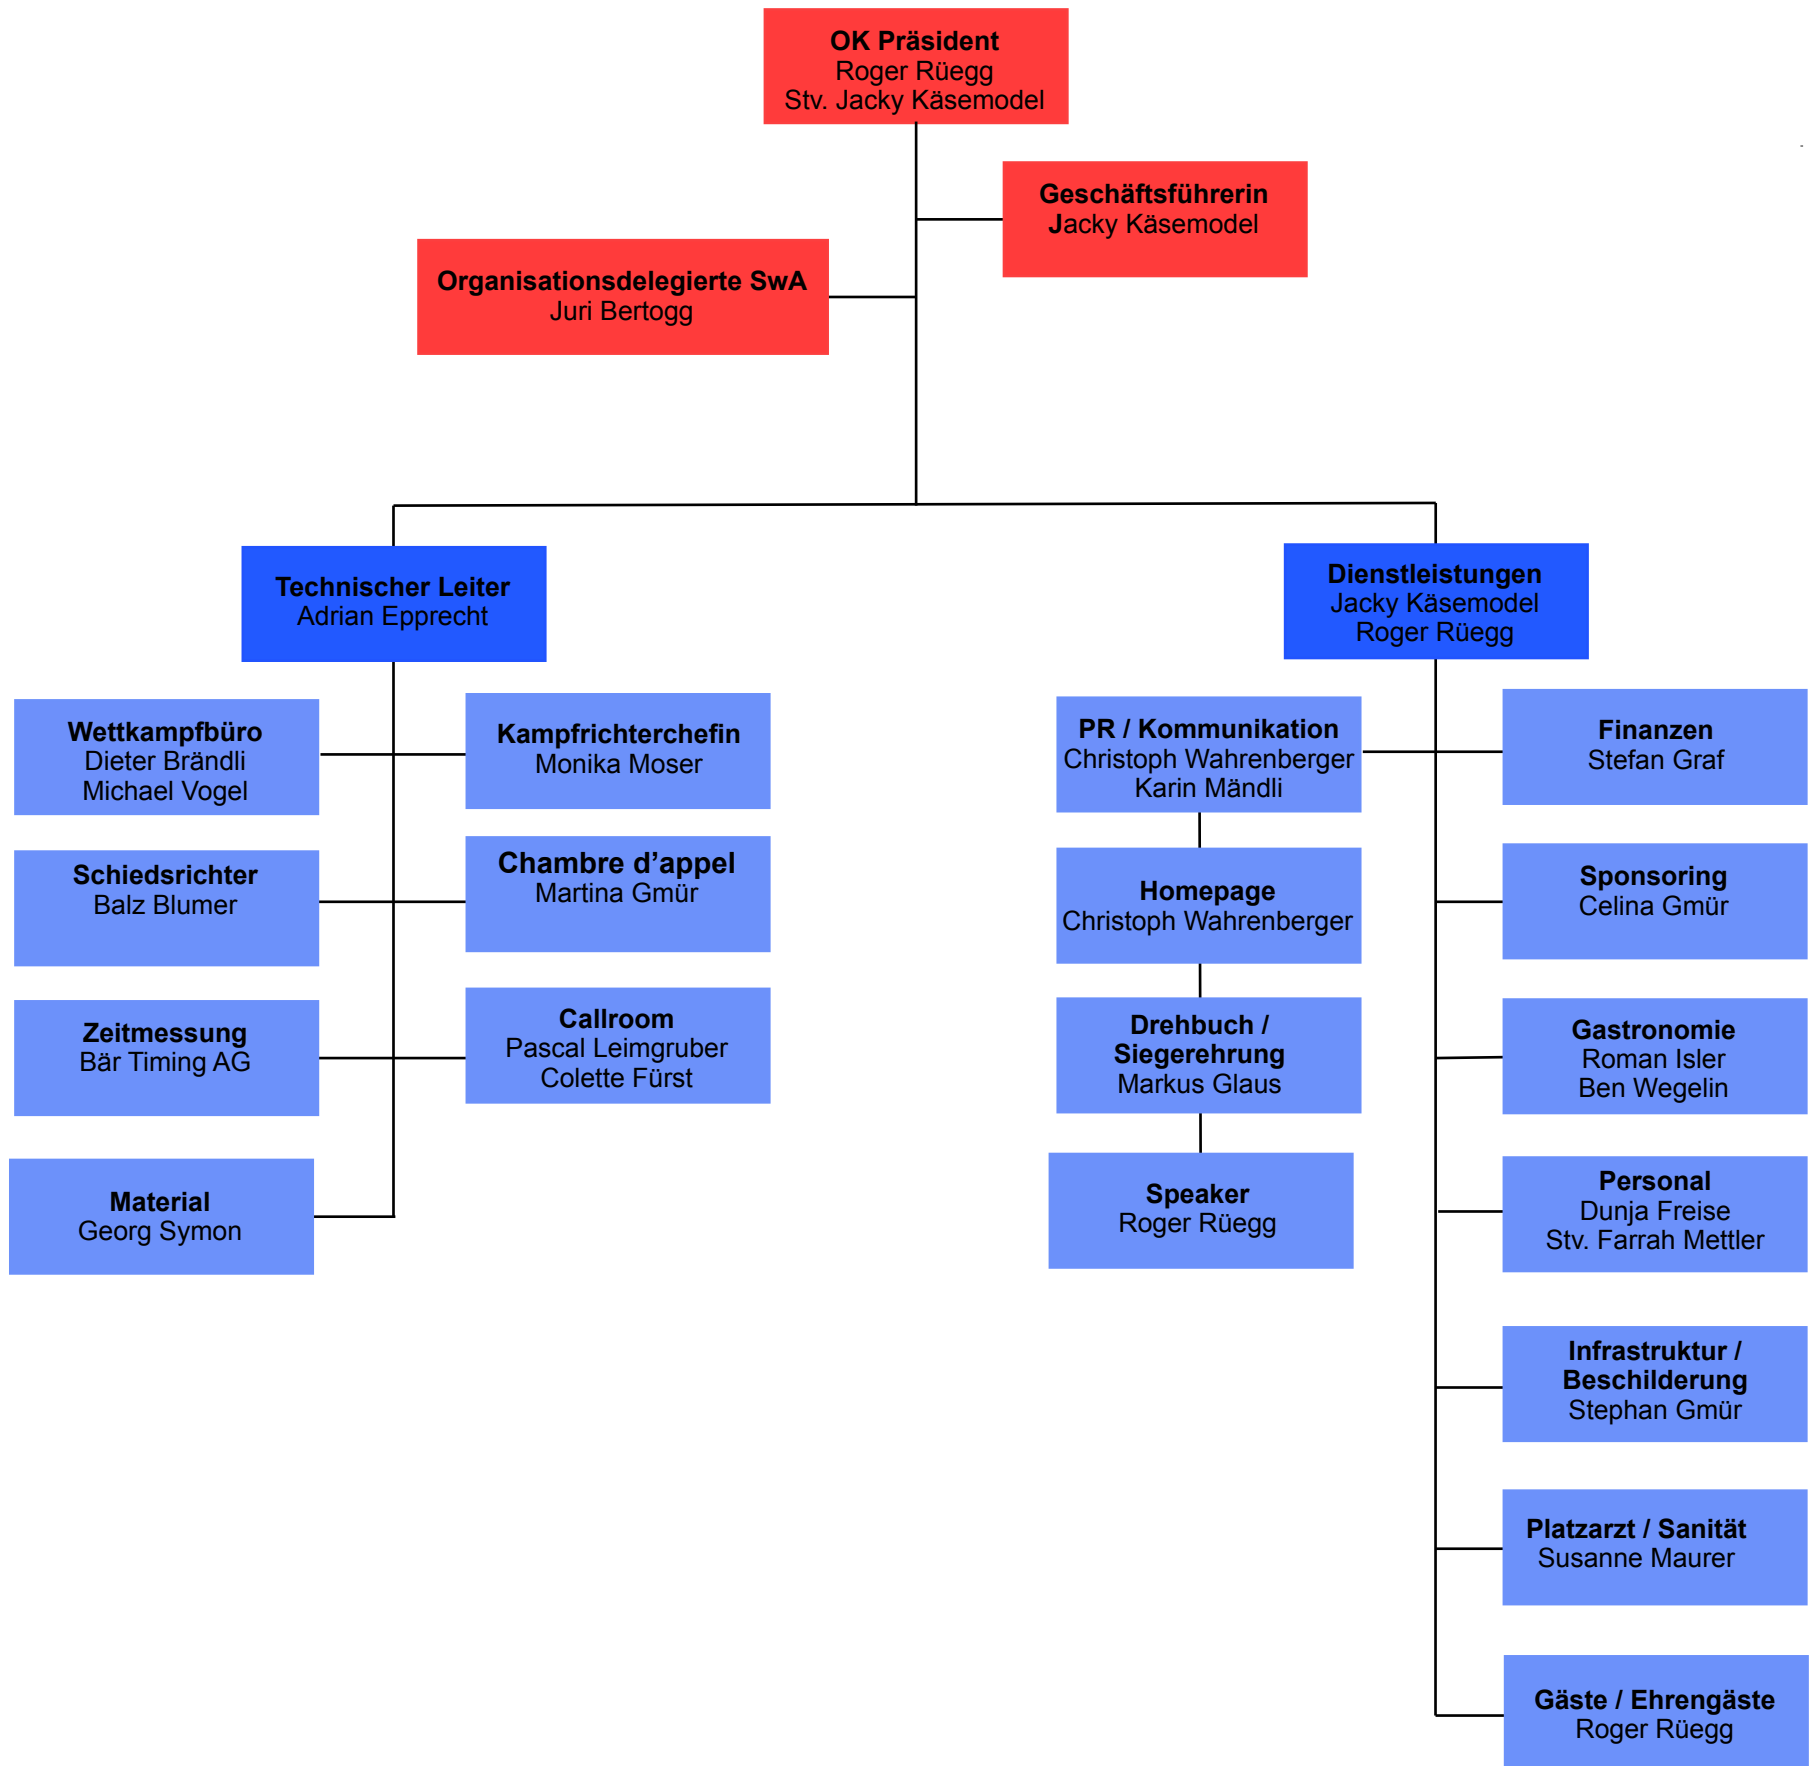 OK Präsident
Roger Rüegg
Stv. Jacky Käsemodel
Geschäftsführerin
Jacky Käsemodel
Organisationsdelegierte SwA
Juri Bertogg
Technischer Leiter
Adrian Epprecht
Dienstleistungen
Jacky Käsemodel
Roger Rüegg
Wettkampfbüro
Dieter Brändli
Michael Vogel
Kampfrichterchefin
Monika Moser
Schiedsrichter
Balz Blumer
Chambre d’appel
Martina Gmür
Zeitmessung
Bär Timing AG
Callroom
Pascal Leimgruber
Colette Fürst
Material
Georg Symon
PR / Kommunikation
Christoph Wahrenberger
Karin Mändli
Homepage
Christoph Wahrenberger
Drehbuch /
Siegerehrung
Markus Glaus
Speaker
Roger Rüegg
Finanzen
Stefan Graf
Sponsoring
Celina Gmür
Gastronomie
Roman Isler
Ben Wegelin
Personal
Dunja Freise
Stv. Farrah Mettler
Infrastruktur /
Beschilderung
Stephan Gmür
Platzarzt / Sanität
Susanne Maurer
Gäste / Ehrengäste
Roger Rüegg